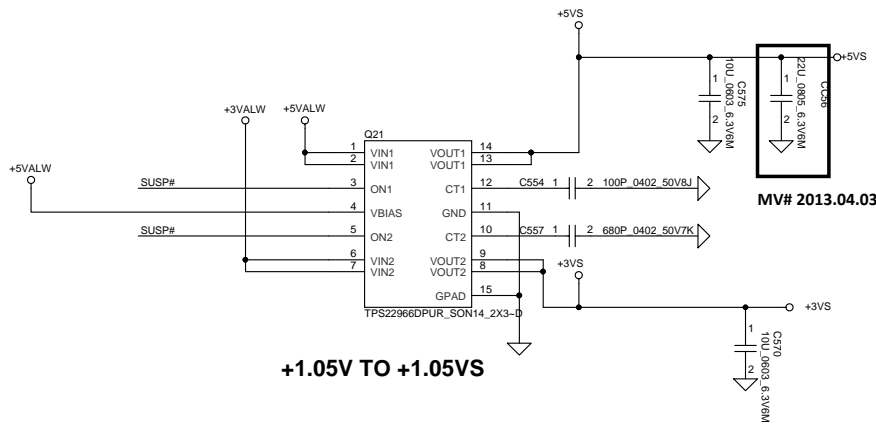 +5VS
+5VS
C575
10U_0603_6.3V6M
1
2
CC56
22U_0805_6.3V6M
1
2
MV# 2013.04.03
+3VALW
+5VALW
+5VALW
Q21
1 VIN1 VOUT1 14
2 VIN1 VOUT1 13
SUSP# 3 ON1 CT1 12 C554 1 2 100P_0402_50V8J
4 VBIAS GND 11
SUSP# 5 ON2 CT2 10 C557 1 2 680P_0402_50V7K
6 VIN2 VOUT2 9
7 VIN2 VOUT2 8
GPAD 15
TPS22966DPUR_SON14_2X3~D
+3VS
+3VS
C570
10U_0603_6.3V6M
1
2
+1.05V TO +1.05VS